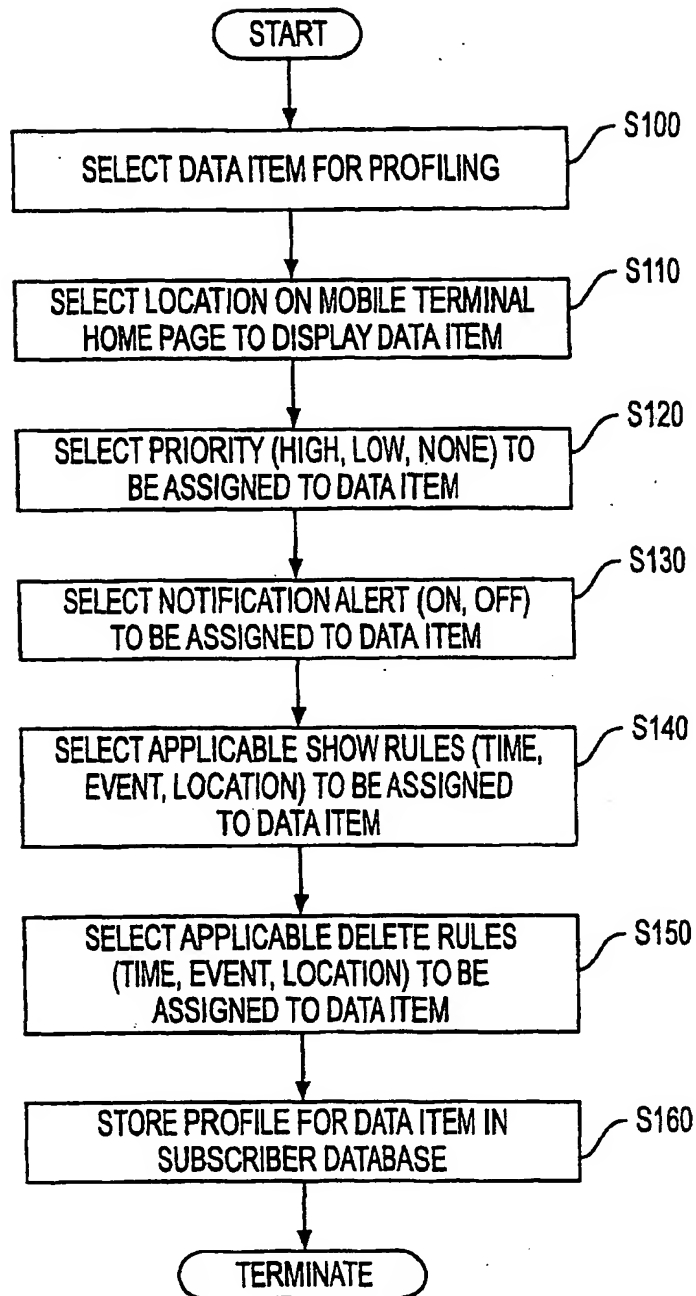 START
S100
SELECT DATA ITEM FOR PROFILING
S110
SELECT LOCATION ON MOBILE TERMINAL
HOME PAGE TO DISPLAY DATA ITEM
S120
SELECT PRIORITY (HIGH, LOW, NONE) TO
BE ASSIGNED TO DATA ITEM
S130
SELECT NOTIFICATION ALERT (ON, OFF)
TO BE ASSIGNED TO DATA ITEM
S140
SELECT APPLICABLE SHOW RULES (TIME,
EVENT, LOCATION) TO BE ASSIGNED
TO DATA ITEM
S150
SELECT APPLICABLE DELETE RULES
(TIME, EVENT, LOCATION) TO BE
ASSIGNED TO DATA ITEM
S160
STORE PROFILE FOR DATA ITEM IN
SUBSCRIBER DATABASE
TERMINATE